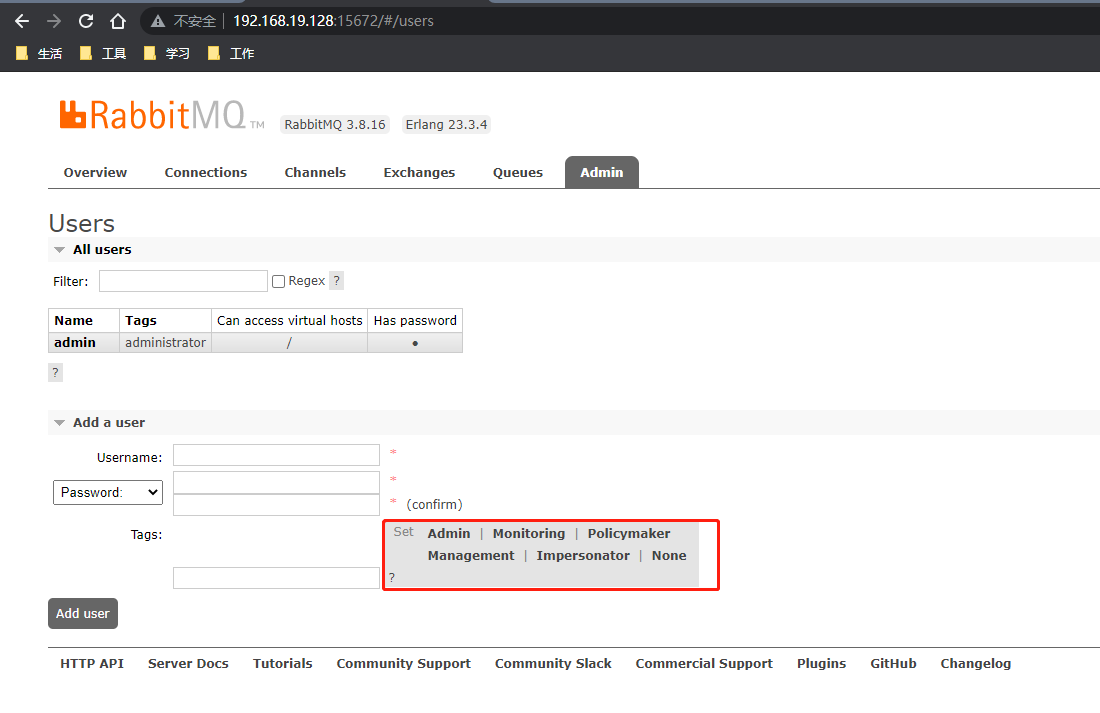 不安全 | 192.168.19.128:15672/#/users
生活 工具 学习 工作
RabbitMQ TM RabbitMQ 3.8.16 Erlang 23.3.4
Overview Connections Channels Exchanges Queues Admin
Users
All users
Filter: Regex ?
Name Tags Can access virtual hosts Has password
admin administrator / ●
?
Add a user
Username: *
Password: *
* (confirm)
Tags: Set Admin | Monitoring | Policymaker
Management | Impersonator | None
?
Add user
HTTP API Server Docs Tutorials Community Support Community Slack Commercial Support Plugins GitHub Changelog